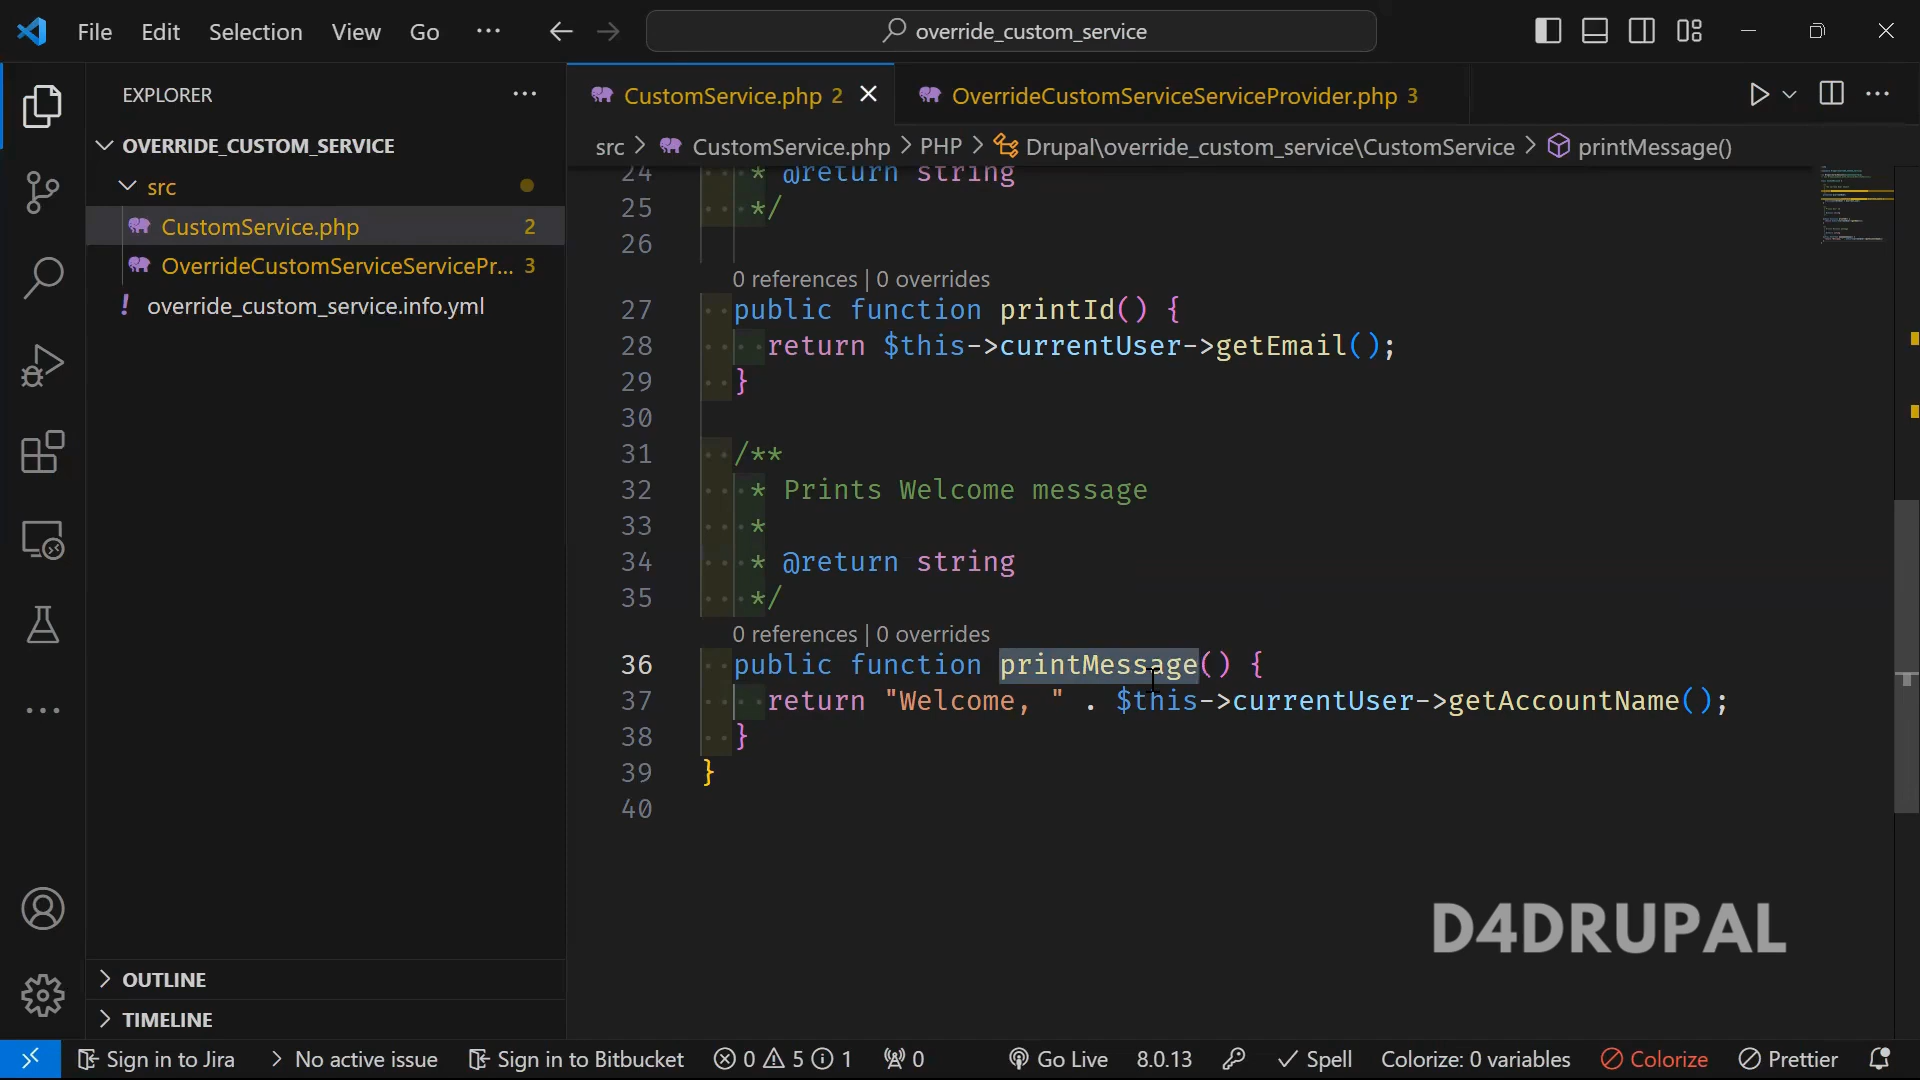 File Edit Selection View Go ··· override_custom_service
EXPLORER ···
CustomService.php 2
OverrideCustomServiceServiceProvider.php 3
OVERRIDE_CUSTOM_SERVICE
src
CustomService.php 2
OverrideCustomServiceServicePr... 3
! override_custom_service.info.yml
src > CustomService.php > PHP > Drupal\override_custom_service\CustomService > printMessage()
24 * @return string
25 */
26
0 references | 0 overrides
27 public function printId() {
28 return $this->currentUser->getEmail();
29 }
30
31 /**
32 * Prints Welcome message
33 *
34 * @return string
35 */
0 references | 0 overrides
36 public function printMessage() {
37 return "Welcome, " . $this->currentUser->getAccountName();
38 }
39 }
40
D4DRUPAL
OUTLINE
TIMELINE
Sign in to Jira > No active issue Sign in to Bitbucket 0 5 1 0 Go Live 8.0.13 Spell Colorize: 0 variables Colorize Prettier